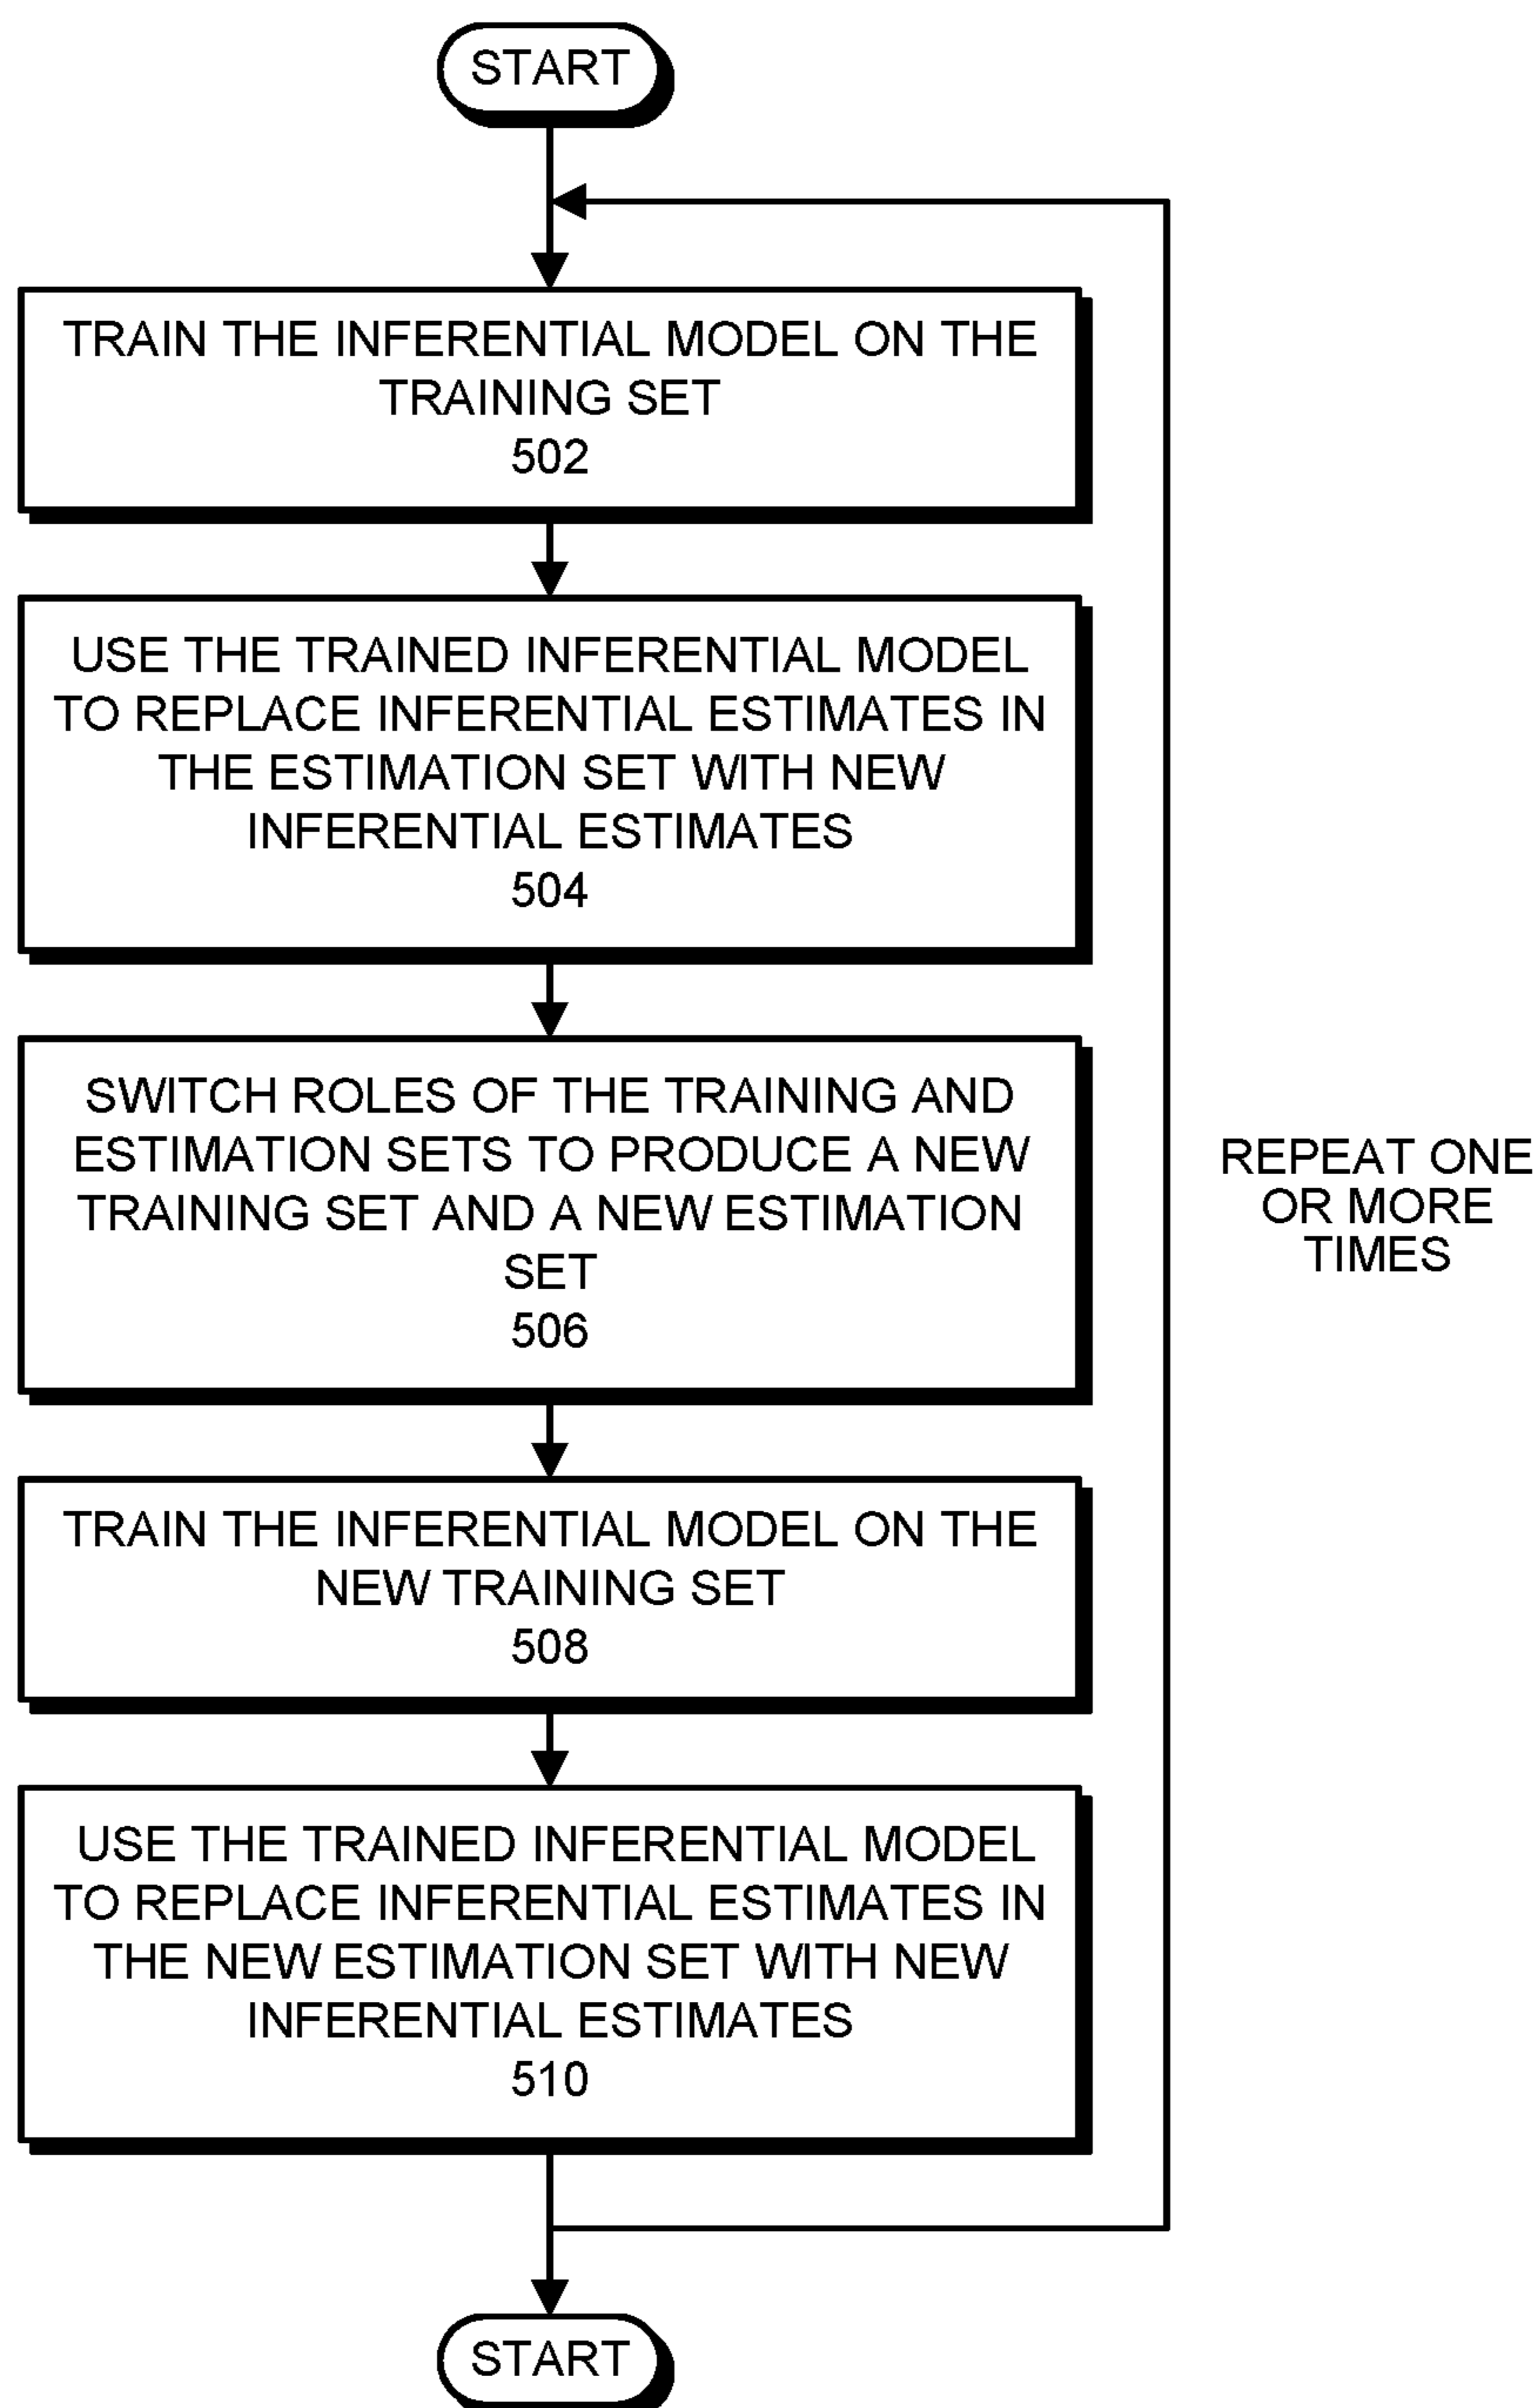 START
TRAIN THE INFERENTIAL MODEL ON THE
TRAINING SET
502
USE THE TRAINED INFERENTIAL MODEL
TO REPLACE INFERENTIAL ESTIMATES IN
THE ESTIMATION SET WITH NEW
INFERENTIAL ESTIMATES
504
SWITCH ROLES OF THE TRAINING AND
ESTIMATION SETS TO PRODUCE A NEW
TRAINING SET AND A NEW ESTIMATION
SET
506
REPEAT ONE
OR MORE
TIMES
TRAIN THE INFERENTIAL MODEL ON THE
NEW TRAINING SET
508
USE THE TRAINED INFERENTIAL MODEL
TO REPLACE INFERENTIAL ESTIMATES IN
THE NEW ESTIMATION SET WITH NEW
INFERENTIAL ESTIMATES
510
START